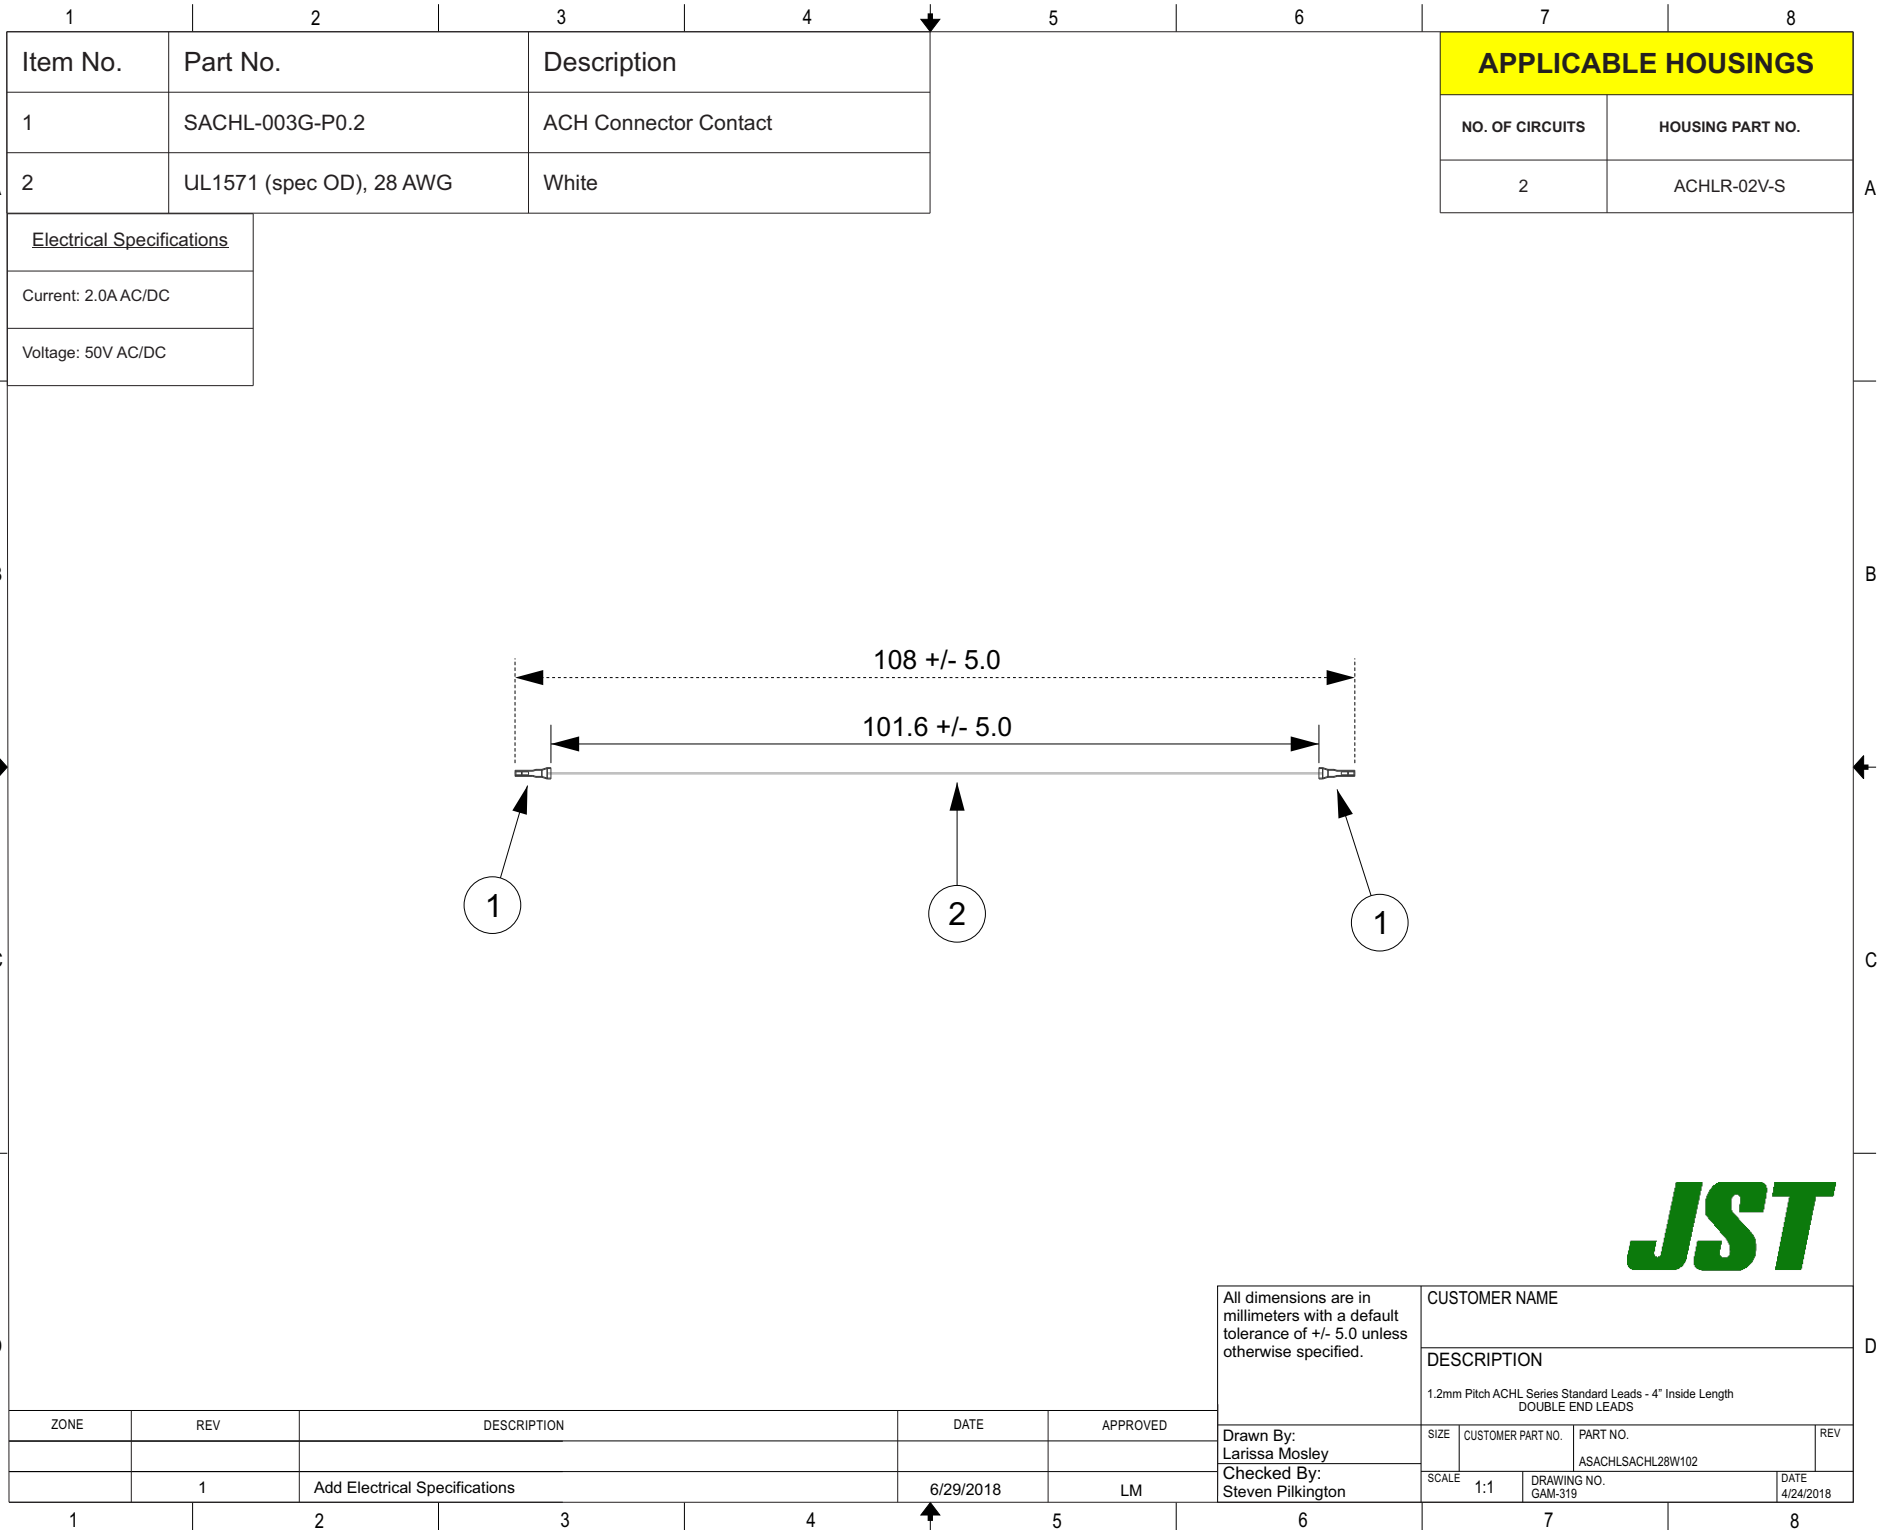 1 2 3 4 5 6 7 8
Item No. Part No. Description
1 SACHL-003G-P0.2 ACH Connector Contact
2 UL1571 (spec OD), 28 AWG White
APPLICABLE HOUSINGS
NO. OF CIRCUITS HOUSING PART NO.
2 ACHLR-02V-S
A
Electrical Specifications
Current: 2.0A AC/DC
Voltage: 50V AC/DC
B
108 +/- 5.0
101.6 +/- 5.0
1 2 1
C
JST
All dimensions are in
millimeters with a default
tolerance of +/- 5.0 unless
otherwise specified.
CUSTOMER NAME
D
DESCRIPTION
1.2mm Pitch ACHL Series Standard Leads - 4” Inside Length
DOUBLE END LEADS
ZONE REV DESCRIPTION DATE APPROVED
1 Add Electrical Specifications 6/29/2018 LM
Drawn By:
Larissa Mosley
Checked By:
Steven Pilkington
SIZE CUSTOMER PART NO. PART NO. REV
ASACHLSACHL28W102
SCALE 1:1 DRAWING NO. DATE
GAM-319 4/24/2018
1 2 3 4 5 6 7 8